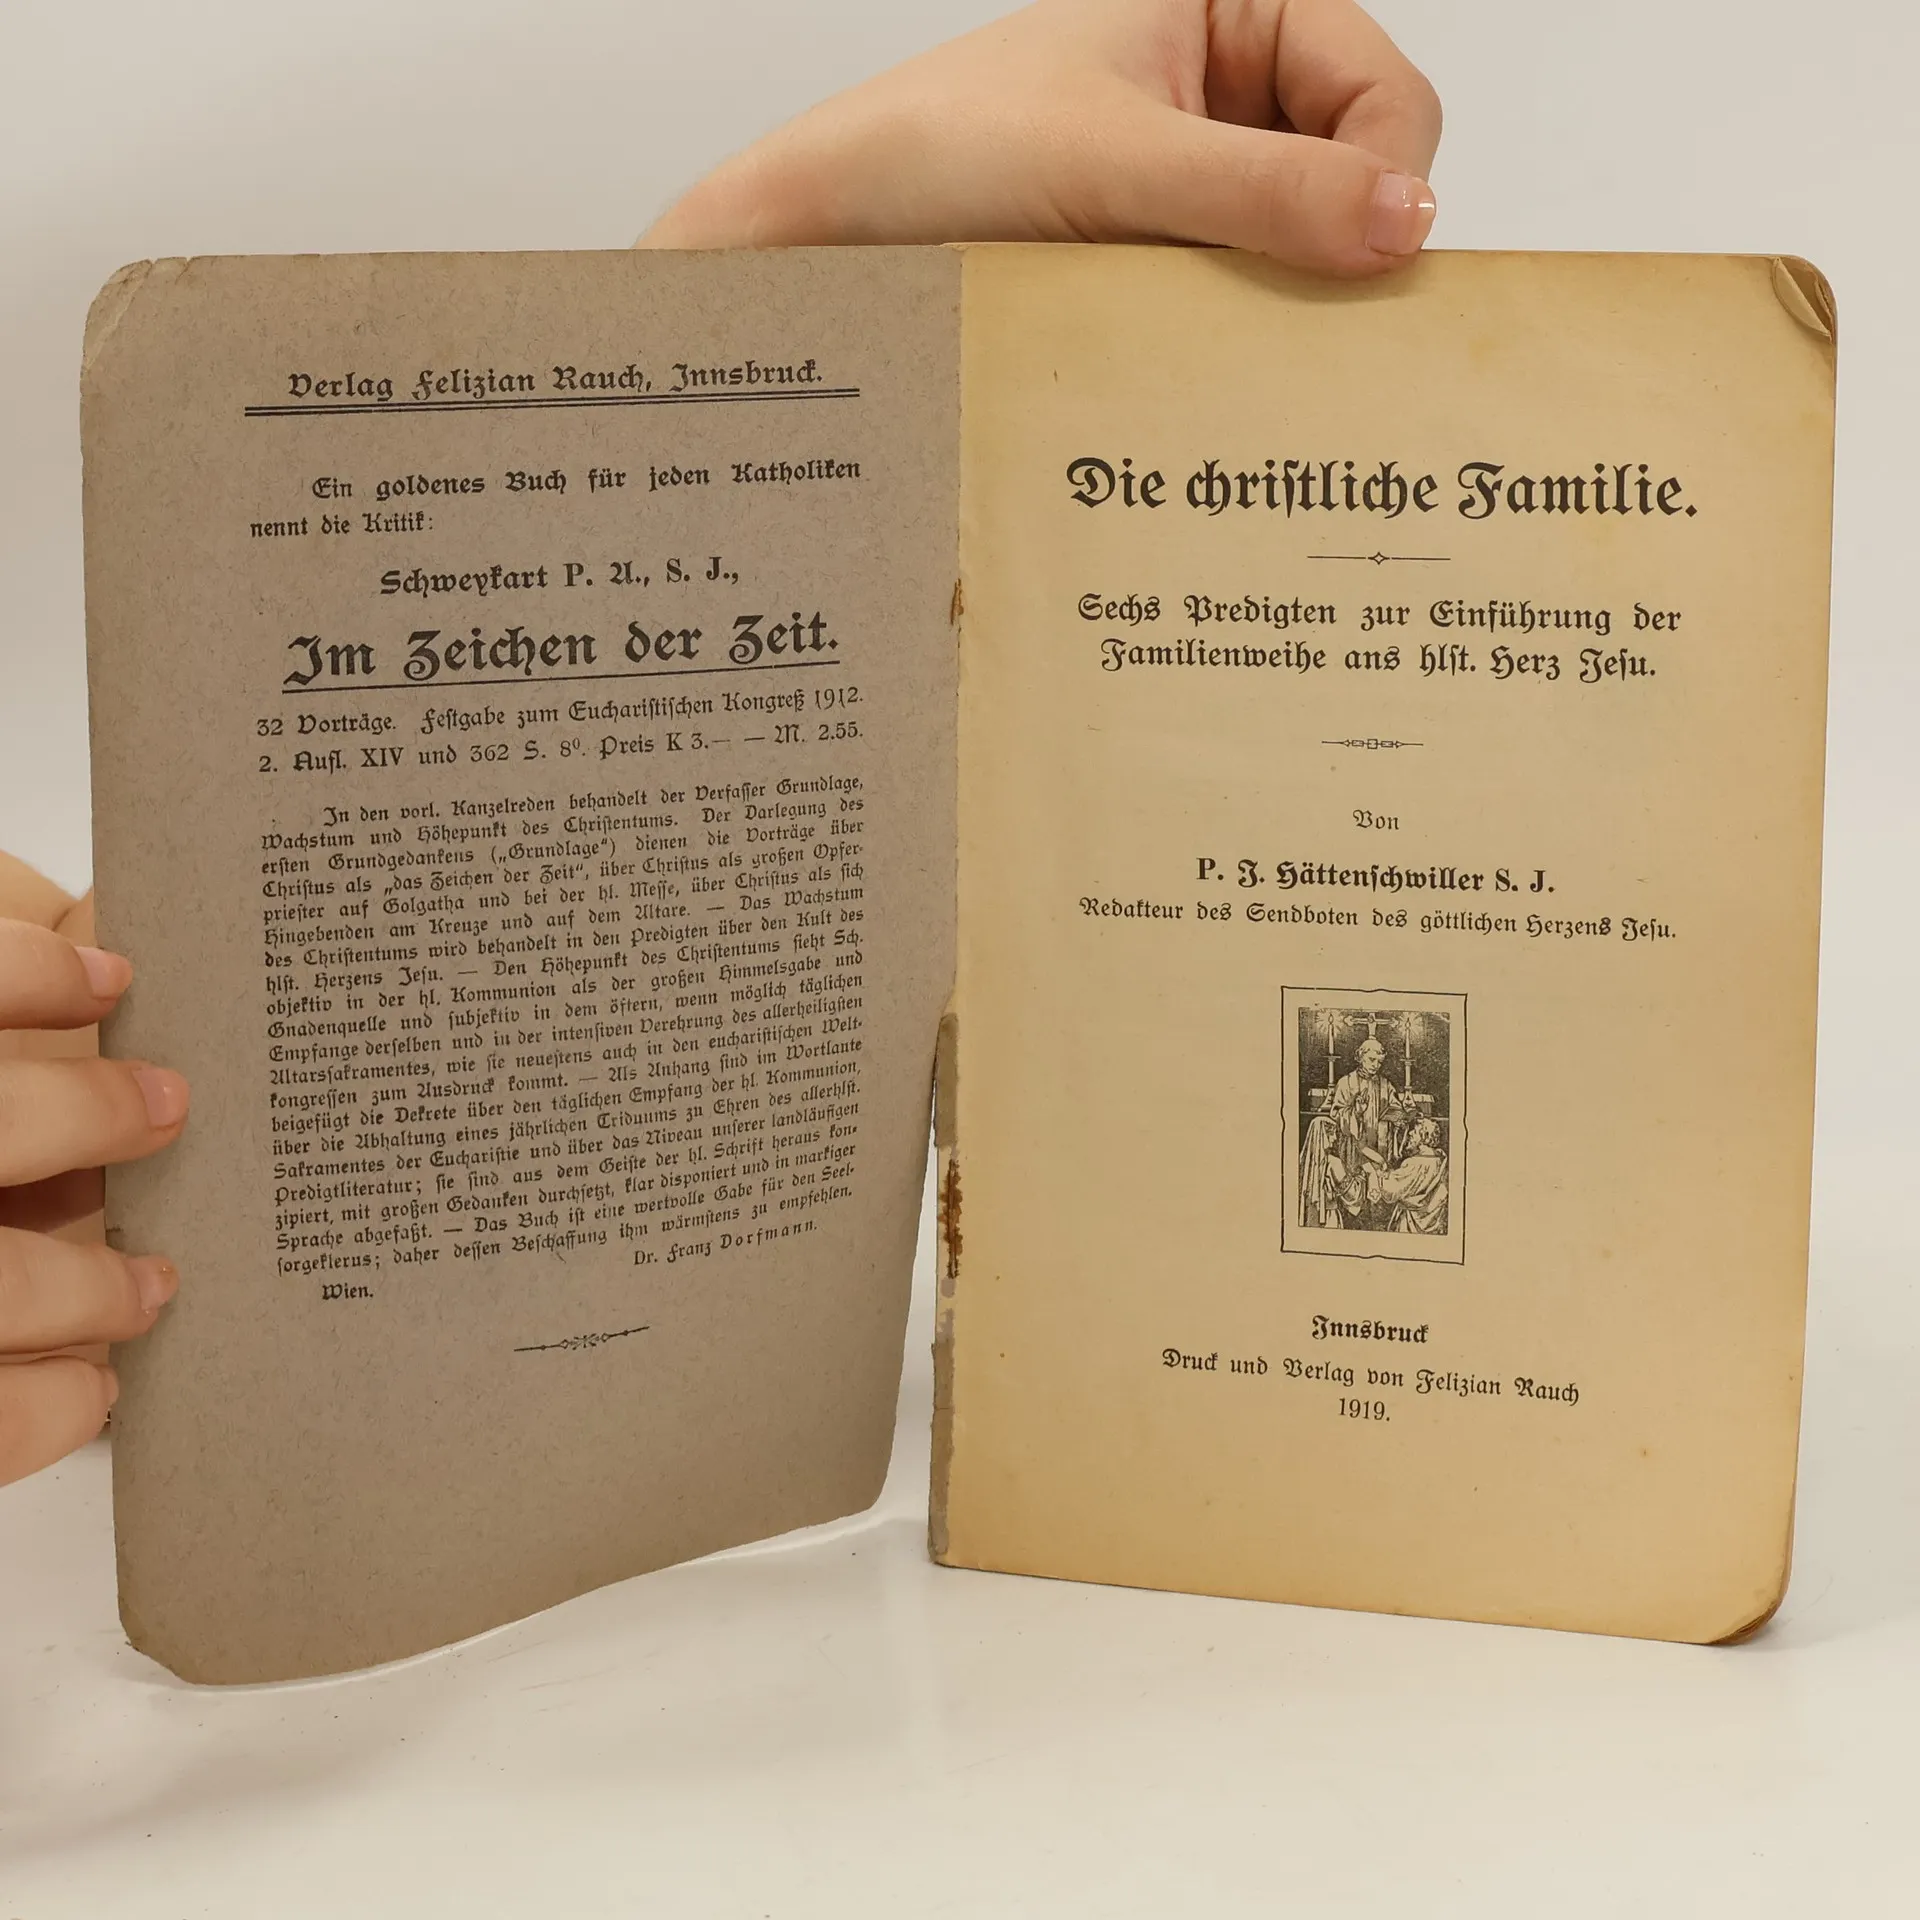 Verlag Felizian Rauch, Innsbruck.
Ein goldenes Buch für jeden Katholiken
nennt die Kritik:
Schweykart P. A., S. J.,
Im Zeichen der Zeit.
32 Vorträge. Festgabe zum Eucharistischen Kongreß 1912.
2. Aufl. XIV und 362 S. 8⁰. Preis K 3.— — M. 2.55.
In den vorl. Kanzelreden behandelt der Verfasser Grundlage,
Wachstum und Höhepunkt des Christentums. Der Darlegung des
ersten Grundgedankens („Grundlage“) dienen die Vorträge über
Christus als „das Zeichen der Zeit“, über Christus als großen Opfer-
priester auf Golgatha und bei der hl. Messe, über Christus als sich
Hingebenden am Kreuze und auf dem Altare. — Das Wachstum
des Christentums wird behandelt in den Predigten über den Kult des
hlst. Herzens Jesu. — Den Höhepunkt des Christentums sieht Sch.
objektiv in der hl. Kommunion als der großen Himmelsgabe und
Gnadenquelle und subjektiv in dem öftern, wenn möglich täglichen
Empfange derselben und in der intensiven Verehrung des allerheiligsten
Altarssakramentes, wie sie neuestens auch in den eucharistischen Welt-
kongressen zum Ausdruck kommt. — Als Anhang sind im Wortlaute
beigefügt die Dekrete über den täglichen Empfang der hl. Kommunion,
über die Abhaltung eines jährlichen Triduums zu Ehren des allerhlst.
Sakramentes der Eucharistie und über das Niveau unserer landläufigen
Predigtliteratur; sie sind aus dem Geiste der hl. Schrift heraus kon-
zipiert, mit großen Gedanken durchsetzt, klar disponiert und in markiger
Sprache abgefaßt. — Das Buch ist eine wertvolle Gabe für den Seel-
sorgeklerus; daher dessen Beschaffung ihm wärmstens zu empfehlen.
Wien. Dr. Franz Dorfmann.
Die christliche Familie.
Sechs Predigten zur Einführung der
Familienweihe ans hlst. Herz Jesu.
Von
P. J. Hättenschwiller S. J.
Redakteur des Sendboten des göttlichen Herzens Jesu.
Innsbruck
Druck und Verlag von Felizian Rauch
1919.